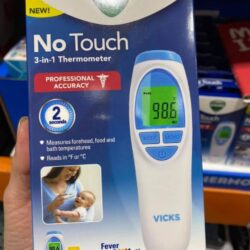 NEW!
No Touch
3-in-1 Thermometer
PROFESSIONAL
ACCURACY
2
seconds
98.6
• Measures forehead, food and
bath temperatures
• Reads in °F or °C
VICKS
Fever